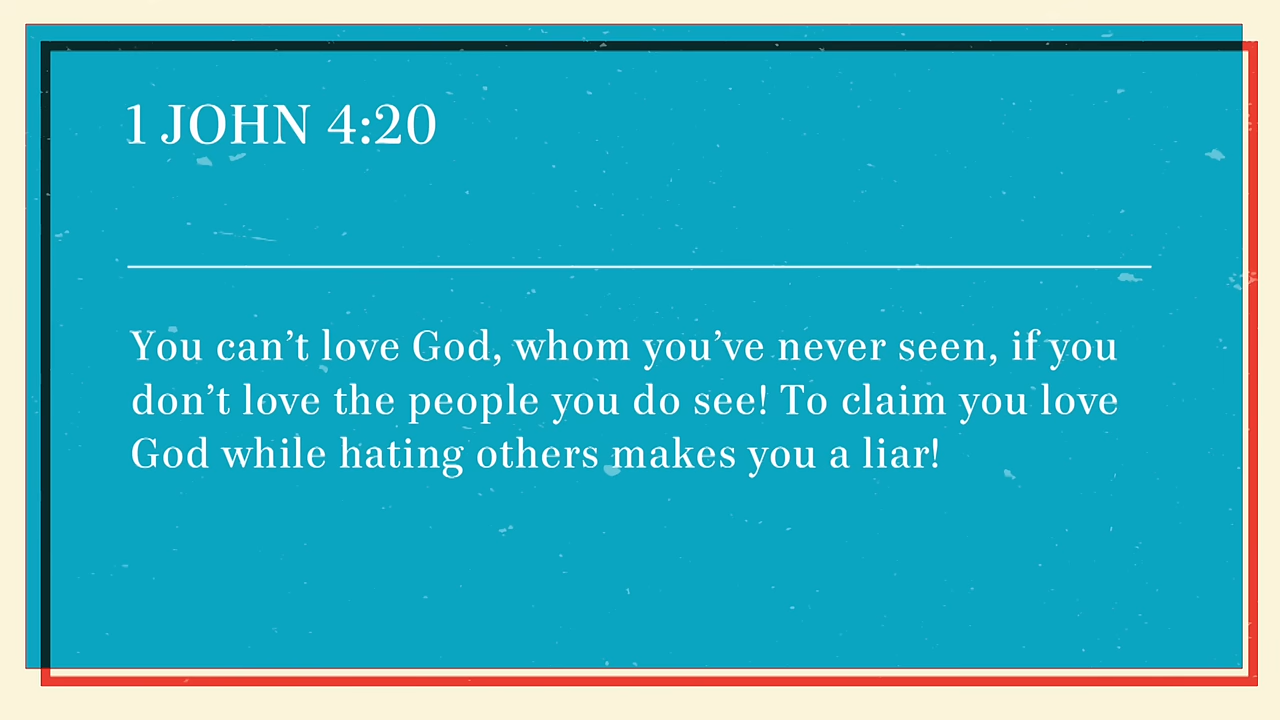 1 JOHN 4:20
You can’t love God, whom you’ve never seen, if you
don’t love the people you do see! To claim you love
God while hating others makes you a liar!